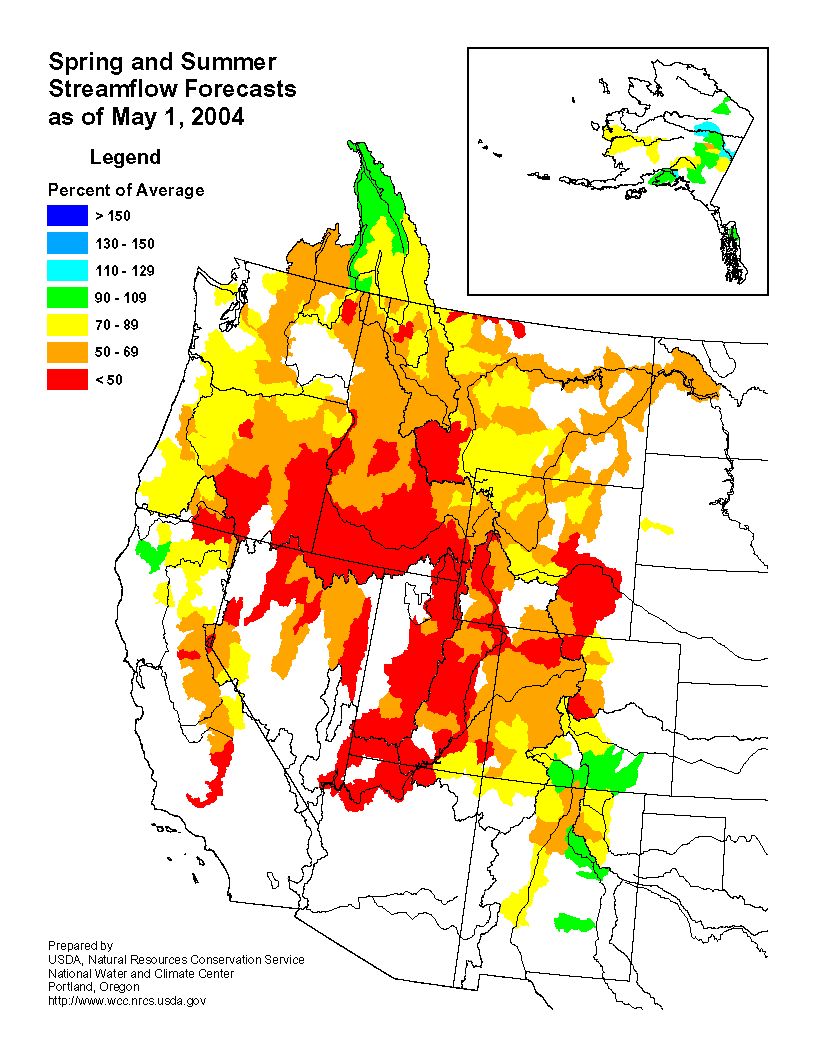 Spring and Summer
Streamflow Forecasts
as of May 1, 2004
Legend
Percent of Average
> 150
130 - 150
110 - 129
90 - 109
70 - 89
50 - 69
< 50
Prepared by
USDA, Natural Resources Conservation Service
National Water and Climate Center
Portland, Oregon
http://www.wcc.nrcs.usda.gov